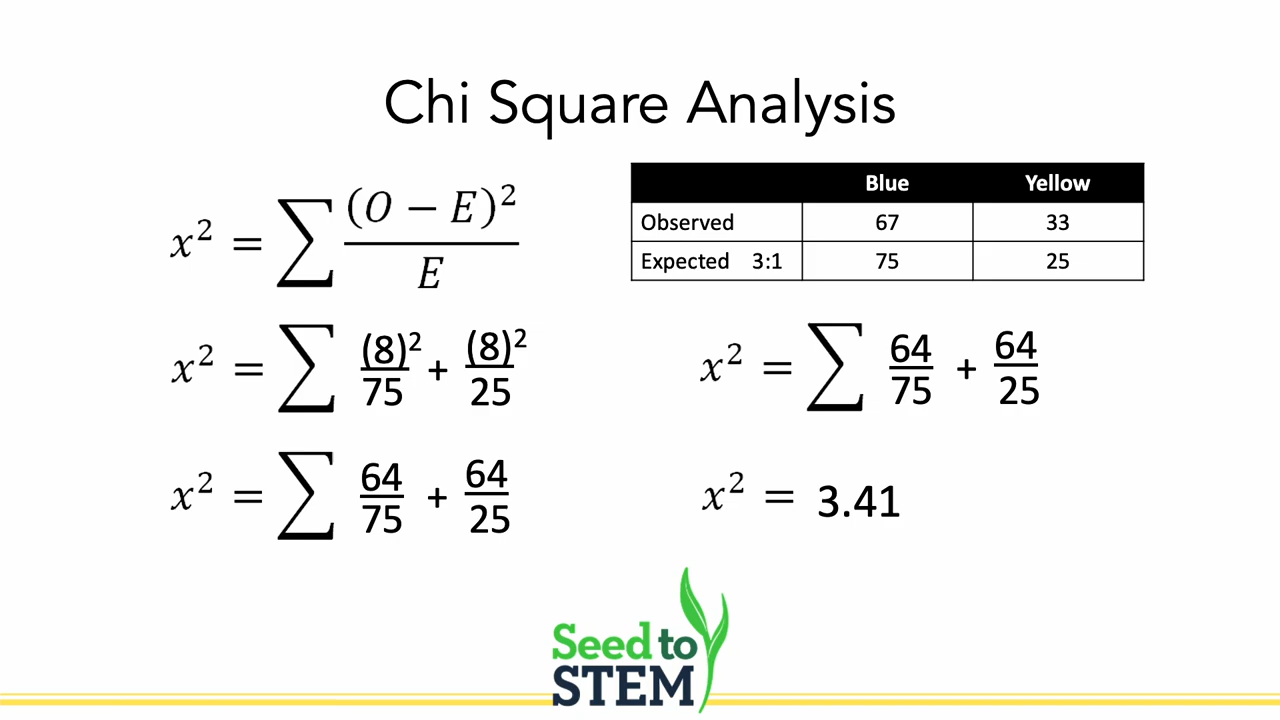 Chi Square Analysis
x² = ∑ (O − E)² / E
Blue Yellow
Observed 67 33
Expected 3:1 75 25
x² = ∑ (8)²/75 + (8)²/25
x² = ∑ 64/75 + 64/25
x² = ∑ 64/75 + 64/25
x² = 3.41
Seed to
STEM